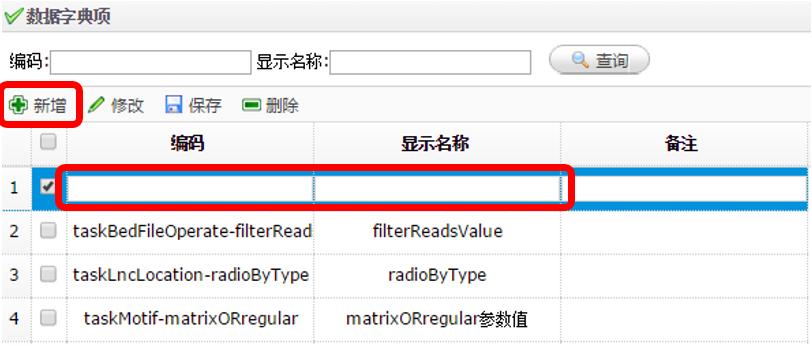 数据字典项
编码: 显示名称: 查询
新增 修改 保存 删除
编码 显示名称 备注
1
2 taskBedFileOperate-filterRead filterReadsValue
3 taskLncLocation-radioByType radioByType
4 taskMotif-matrixORregular matrixORregular参数值